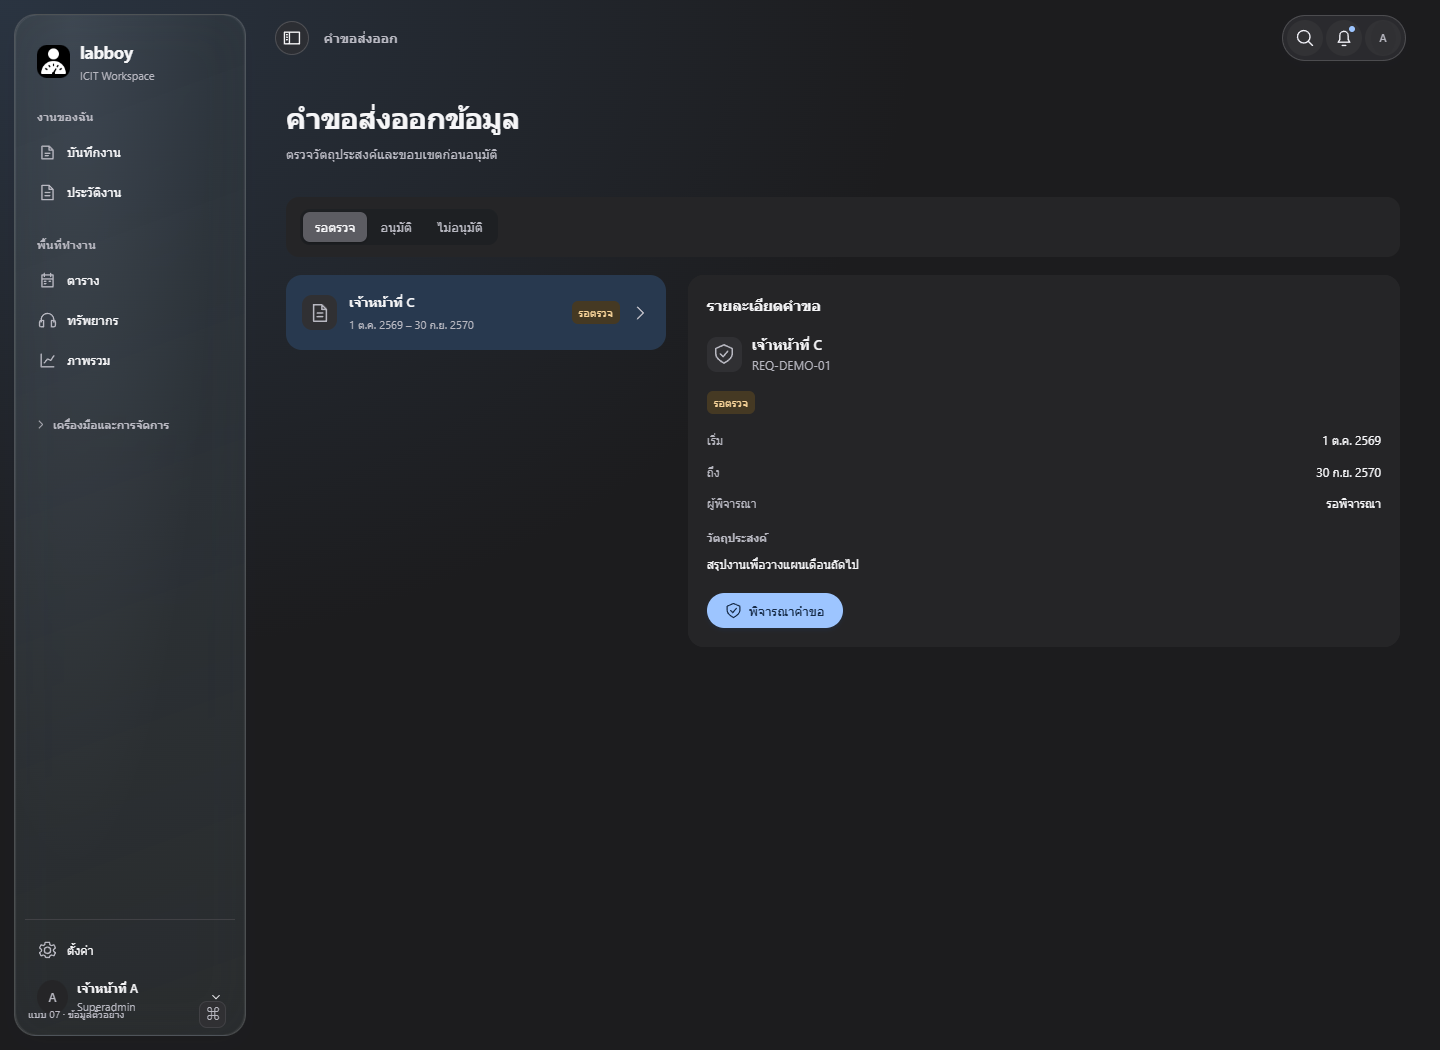 labboy
ICIT Workspace
งานของฉัน
บันทึกงาน
ประวัติงาน
พื้นที่ทำงาน
ตาราง
ทรัพยากร
ภาพรวม
เครื่องมือและการจัดการ
ตั้งค่า
A
เจ้าหน้าที่ A
Superadmin
แบบ 07 · ข้อมูลตัวอย่าง
คำขอส่งออก
A
คำขอส่งออกข้อมูล
ตรวจวัตถุประสงค์และขอบเขตก่อนอนุมัติ
รอตรวจ อนุมัติ ไม่อนุมัติ
เจ้าหน้าที่ C
1 ต.ค. 2569 – 30 ก.ย. 2570
รอตรวจ
รายละเอียดคำขอ
เจ้าหน้าที่ C
REQ-DEMO-01
รอตรวจ
เริ่ม 1 ต.ค. 2569
ถึง 30 ก.ย. 2570
ผู้พิจารณา รอพิจารณา
วัตถุประสงค์
สรุปงานเพื่อวางแผนเดือนถัดไป
พิจารณาคำขอ